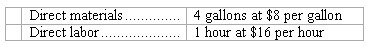 Direct materials.............. 4 gallons at $8 per gallon
Direct labor..................... 1 hour at $16 per hour